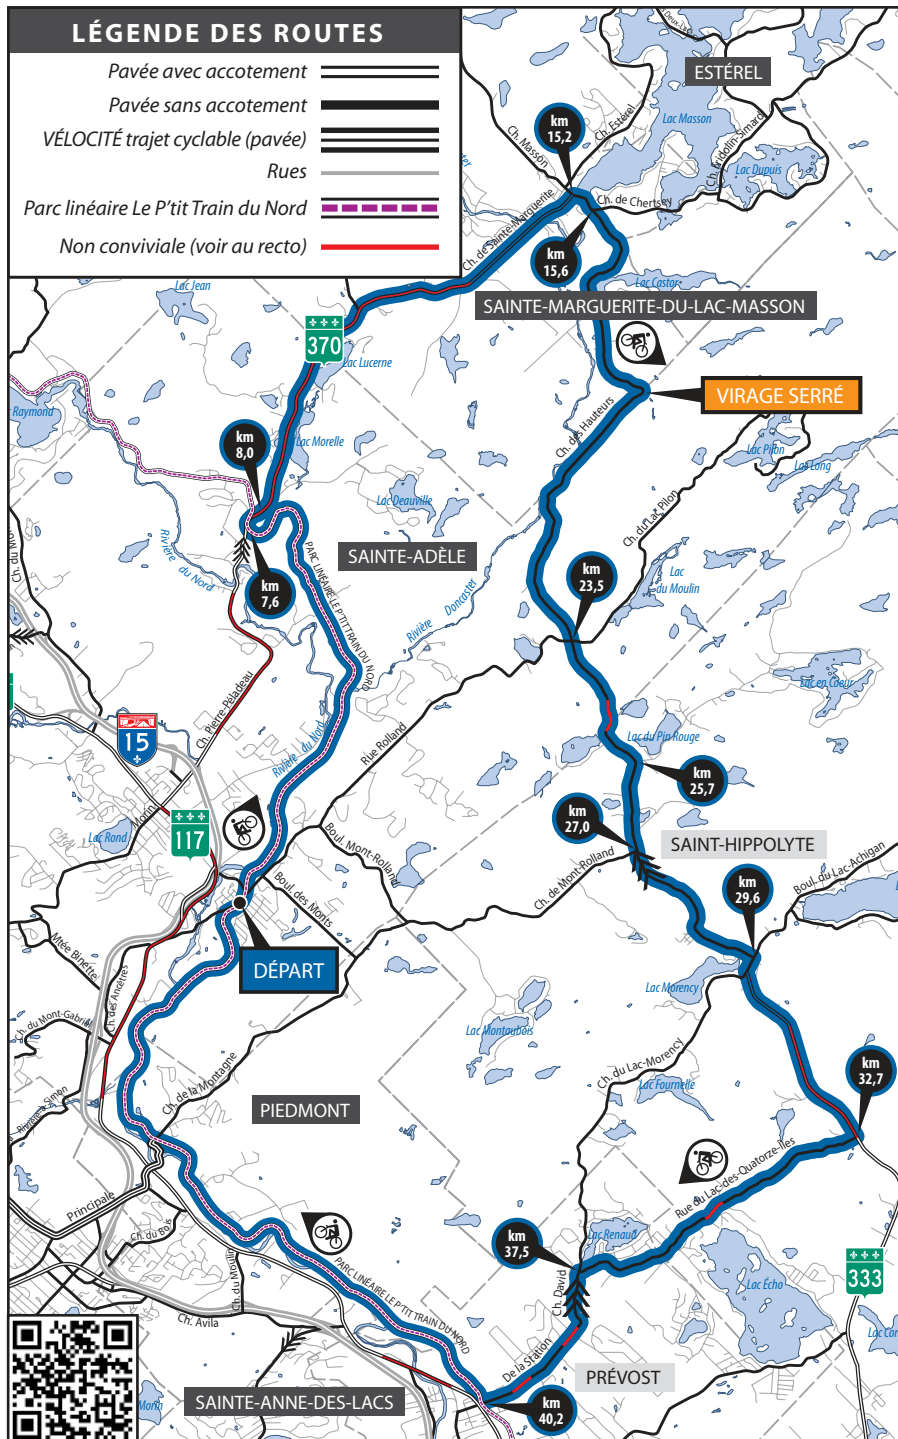 LÉGENDE DES ROUTES
Pavée avec accotement
Pavée sans accotement
VÉLOCITÉ trajet cyclable (pavée)
Rues
Parc linéaire Le P'tit Train du Nord
Non conviviale (voir au recto)
ESTÉREL
Lac Masson
km
15,2
Ch. Masson
Ch. Estérel
Ch. Fridolin-Simard
Lac Dupuis
Ch. de Chertsey
Ch. de Sainte-Marguerite
km
15,6
Lac Castor
Lac Jean
SAINTE-MARGUERITE-DU-LAC-MASSON
370
Lac Lucerne
VIRAGE SERRÉ
Raymond
km
8,0
Lac Morelle
Ch. des Hauteurs
Lac Pilon
Lac Long
Lac Deauville
Ch. du Lac Pilon
Rivière du Nord
SAINTE-ADÈLE
km
7,6
PARC LINÉAIRE LE P'TIT TRAIN DU NORD
km
23,5
Lac
du Moulin
Rivière Doncaster
Lac en Coeur
Ch. Pierre-Péladeau
15
Rivière du Nord
Rue Rolland
Lac du Pin Rouge
km
25,7
Morin
117
Lac Rond
km
27,0
SAINT-HIPPOLYTE
Boul. Mont-Rolland
Ch. de Mont-Rolland
Boul. du Lac-Achigan
km
29,6
Boul. des Monts
DÉPART
Mtée Binette
Ch. des Ancêtres
Lac Morency
Ch. du Mont-Gabriel
Lac Montaubois
Ch. du Lac-Morency
km
32,7
Ch. de la Montagne
Lac Fournelle
PIEDMONT
Rue du Lac-des-Quatorze-Îles
Principale
Ch. du Bois
km
37,5
Lac Renaud
Ch. du Moulin
PARC LINÉAIRE LE P'TIT TRAIN DU NORD
Ch. David
Lac Écho
333
Ch. Avila
De la Station
PRÉVOST
SAINTE-ANNE-DES-LACS
km
40,2